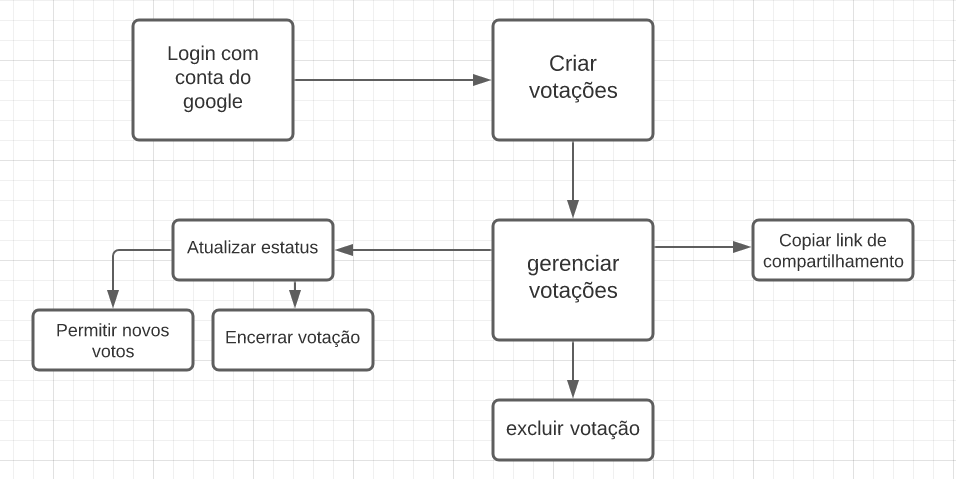 Login com
conta do
google
Criar
votações
Atualizar estatus
gerenciar
votações
Copiar link de
compartilhamento
Permitir novos
votos
Encerrar votação
excluir votação